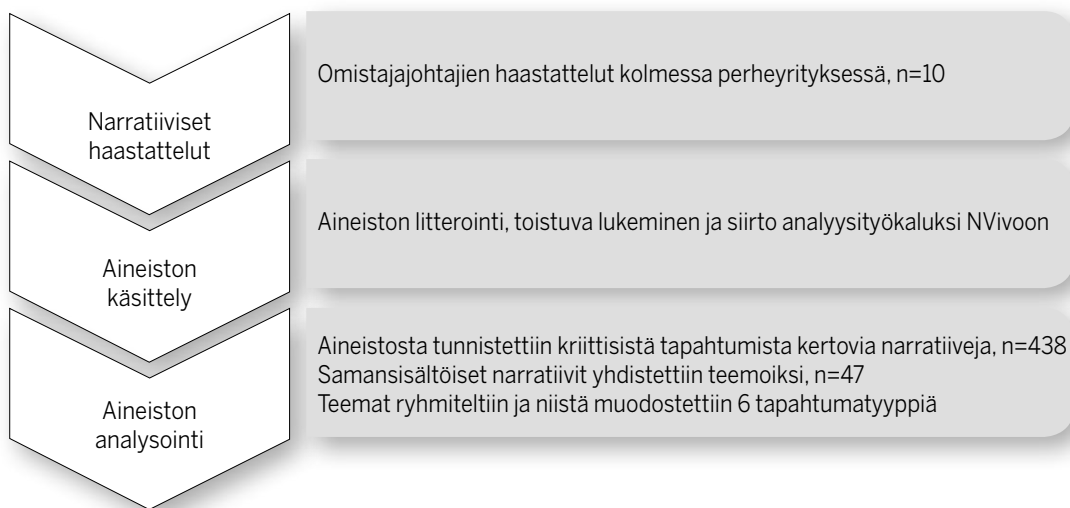 Narratiiviset
haastattelut
Omistajajohtajien haastattelut kolmessa perheyrityksessä, n=10
Aineiston
käsittely
Aineiston litterointi, toistuva lukeminen ja siirto analyysityökaluksi NVivoon
Aineiston
analysointi
Aineistosta tunnistettiin kriittisistä tapahtumista kertovia narratiiveja, n=438
Samansisältöiset narratiivit yhdistettiin teemoiksi, n=47
Teemat ryhmiteltiin ja niistä muodostettiin 6 tapahtumatyyppiä